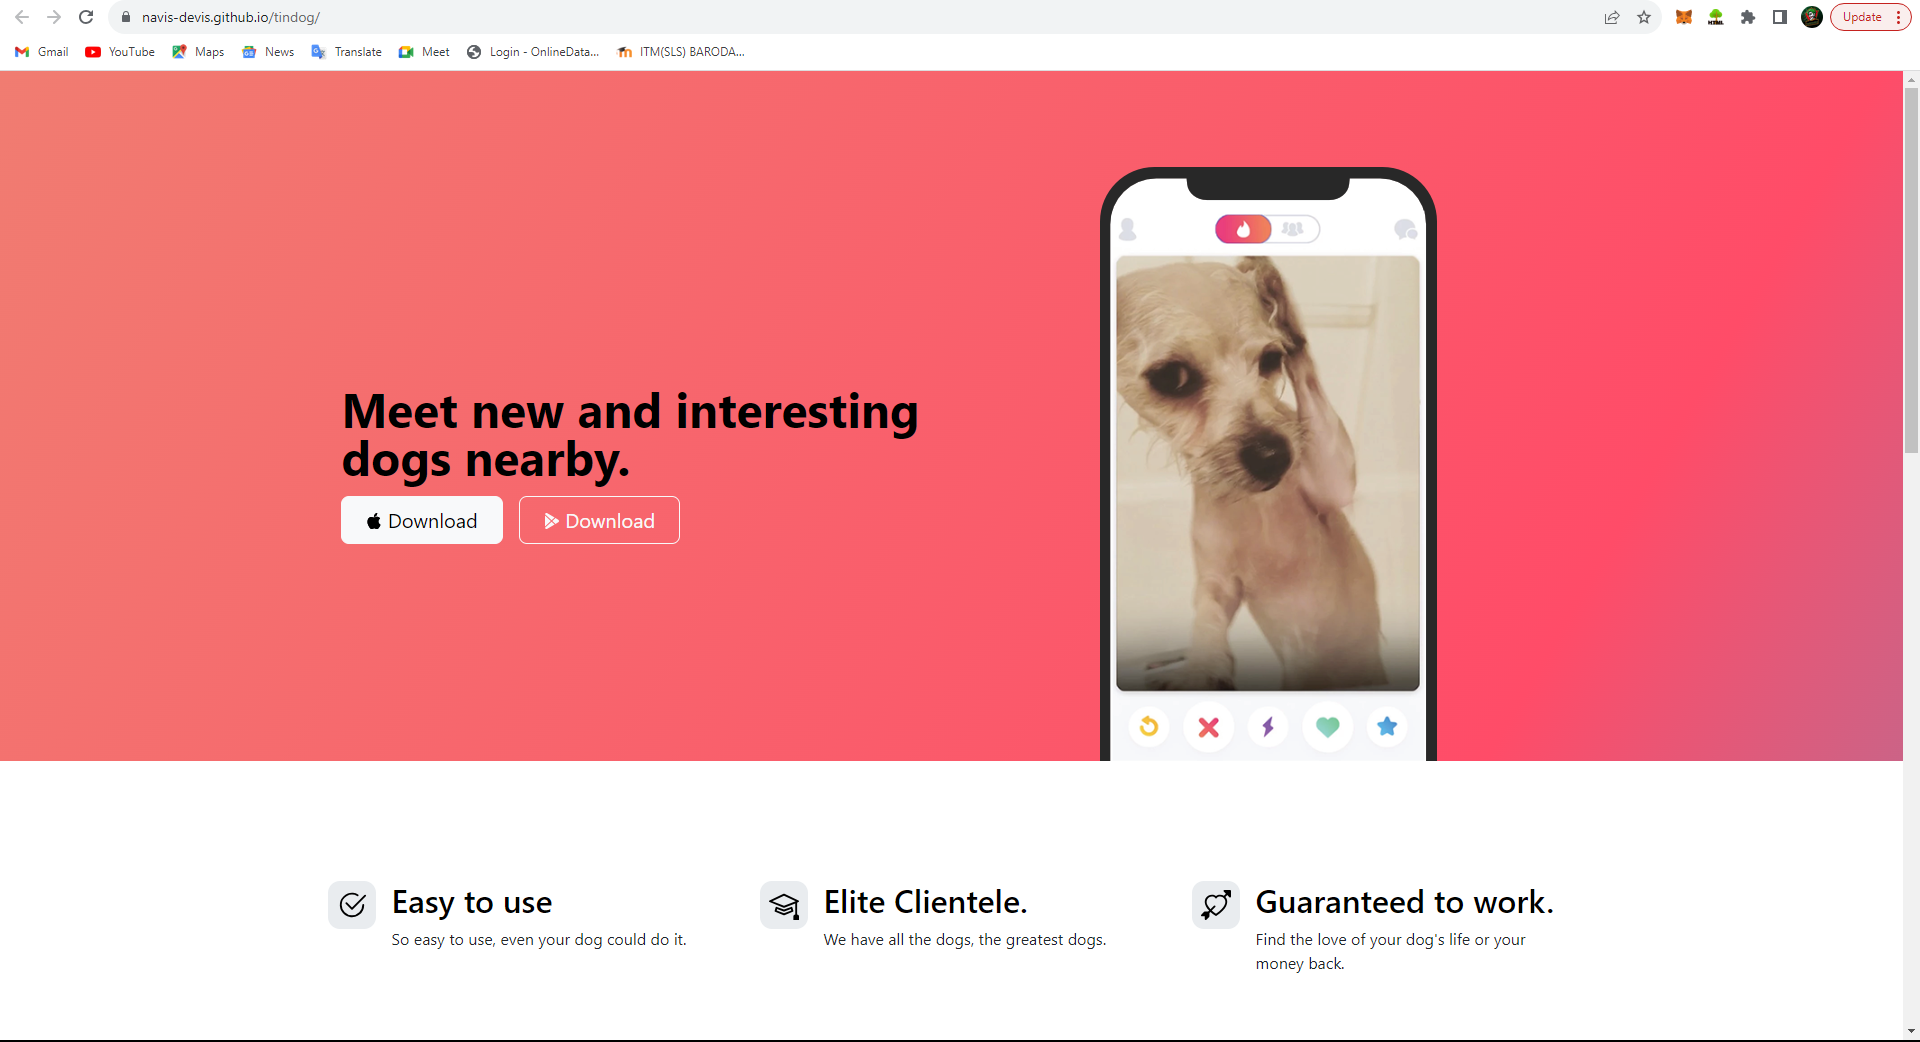 navis-devis.github.io/tindog/
Update
Gmail
YouTube
Maps
News
Translate
Meet
Login - OnlineData...
ITM(SLS) BARODA...
Meet new and interesting
dogs nearby.
Download
Download
Easy to use
So easy to use, even your dog could do it.
Elite Clientele.
We have all the dogs, the greatest dogs.
Guaranteed to work.
Find the love of your dog's life or your
money back.